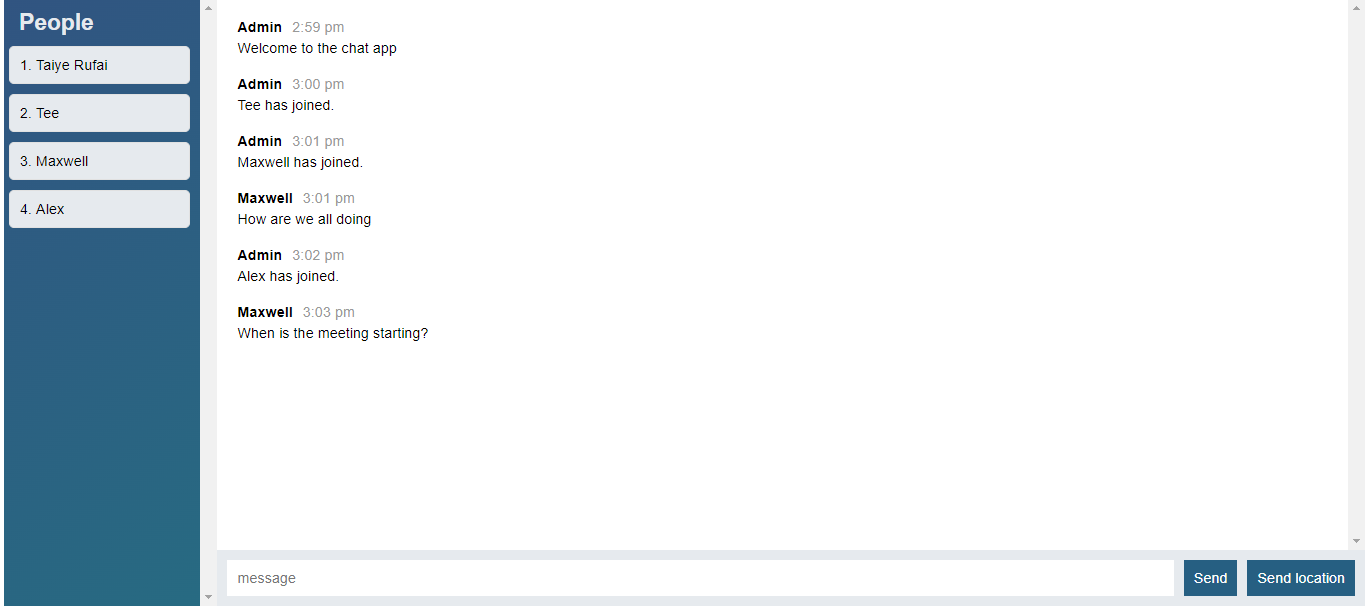 People
1. Taiye Rufai
2. Tee
3. Maxwell
4. Alex
Admin 2:59 pm
Welcome to the chat app
Admin 3:00 pm
Tee has joined.
Admin 3:01 pm
Maxwell has joined.
Maxwell 3:01 pm
How are we all doing
Admin 3:02 pm
Alex has joined.
Maxwell 3:03 pm
When is the meeting starting?
message
Send
Send location